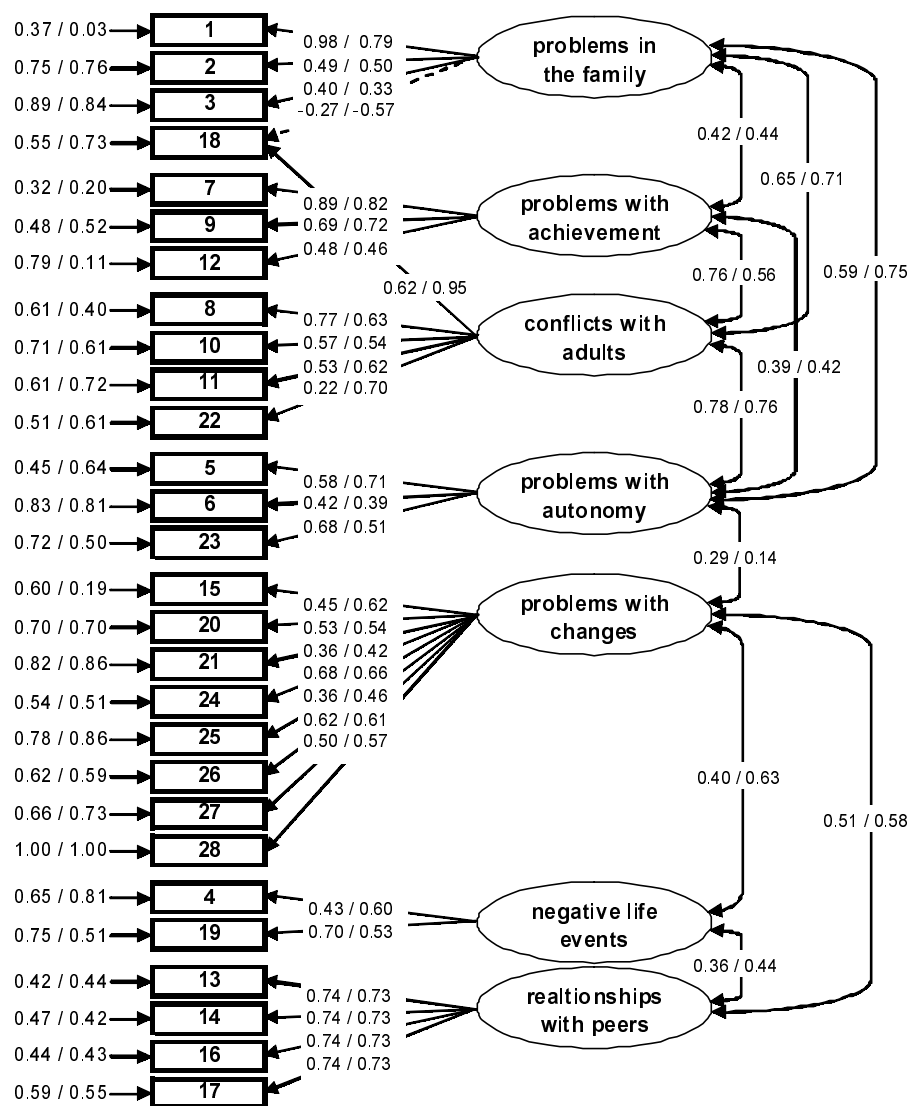 0.37 / 0.03
1
0.75 / 0.76
2
0.89 / 0.84
3
0.55 / 0.73
18
0.98 / 0.79
0.49 / 0.50
0.40 / 0.33
-0.27 / -0.57
problems in
the family
0.32 / 0.20
7
0.48 / 0.52
9
0.79 / 0.11
12
0.89 / 0.82
0.69 / 0.72
0.48 / 0.46
problems with
achievement
0.62 / 0.95
0.61 / 0.40
8
0.71 / 0.61
10
0.61 / 0.72
11
0.51 / 0.61
22
0.77 / 0.63
0.57 / 0.54
0.53 / 0.62
0.22 / 0.70
conflicts with
adults
0.45 / 0.64
5
0.83 / 0.81
6
0.72 / 0.50
23
0.58 / 0.71
0.42 / 0.39
0.68 / 0.51
problems with
autonomy
0.60 / 0.19
15
0.70 / 0.70
20
0.82 / 0.86
21
0.54 / 0.51
24
0.78 / 0.86
25
0.62 / 0.59
26
0.66 / 0.73
27
1.00 / 1.00
28
0.45 / 0.62
0.53 / 0.54
0.36 / 0.42
0.68 / 0.66
0.36 / 0.46
0.62 / 0.61
0.50 / 0.57
problems with
changes
0.65 / 0.81
4
0.75 / 0.51
19
0.43 / 0.60
0.70 / 0.53
negative life
events
0.42 / 0.44
13
0.47 / 0.42
14
0.44 / 0.43
16
0.59 / 0.55
17
0.74 / 0.73
0.74 / 0.73
0.74 / 0.73
0.74 / 0.73
realtionships
with peers
0.42 / 0.44
0.65 / 0.71
0.76 / 0.56
0.59 / 0.75
0.39 / 0.42
0.78 / 0.76
0.29 / 0.14
0.40 / 0.63
0.51 / 0.58
0.36 / 0.44